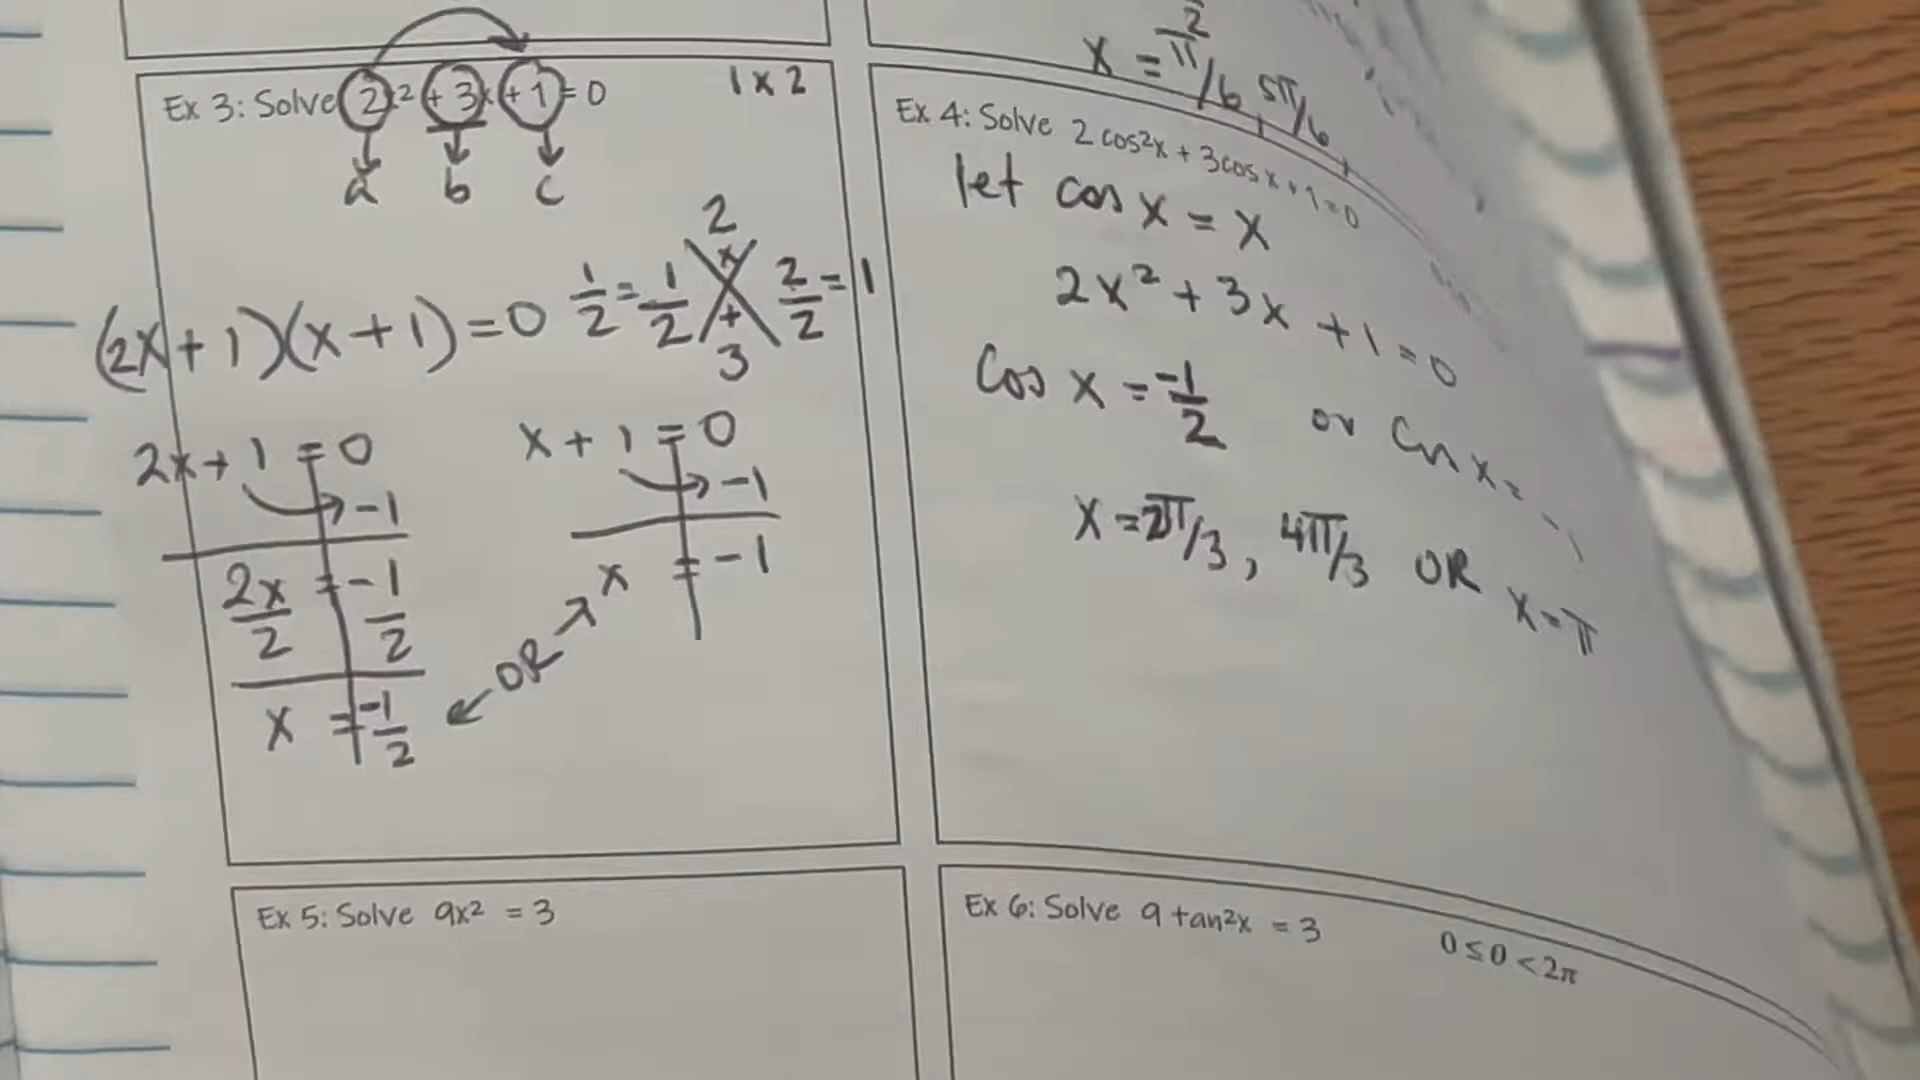 x = π/6 5π/6
2
Ex 3: Solve 2x² + 3x + 1 = 0
1 x 2
a b c
(2x + 1)(x + 1) = 0
2
1/2 = 1/2 x + 2/2 = 1
3
2x + 1 = 0
-1
2x/2 = -1/2
x = -1/2
OR
x + 1 = 0
-1
x = -1
Ex 4: Solve 2 cos²x + 3cos x + 1 = 0
let cos x = x
2x² + 3x + 1 = 0
Cos x = -1/2 or Cos x = -1
x = 2π/3, 4π/3 OR x = π
Ex 5: Solve 9x² = 3
Ex 6: Solve 9 tan²x = 3
0 ≤ θ < 2π